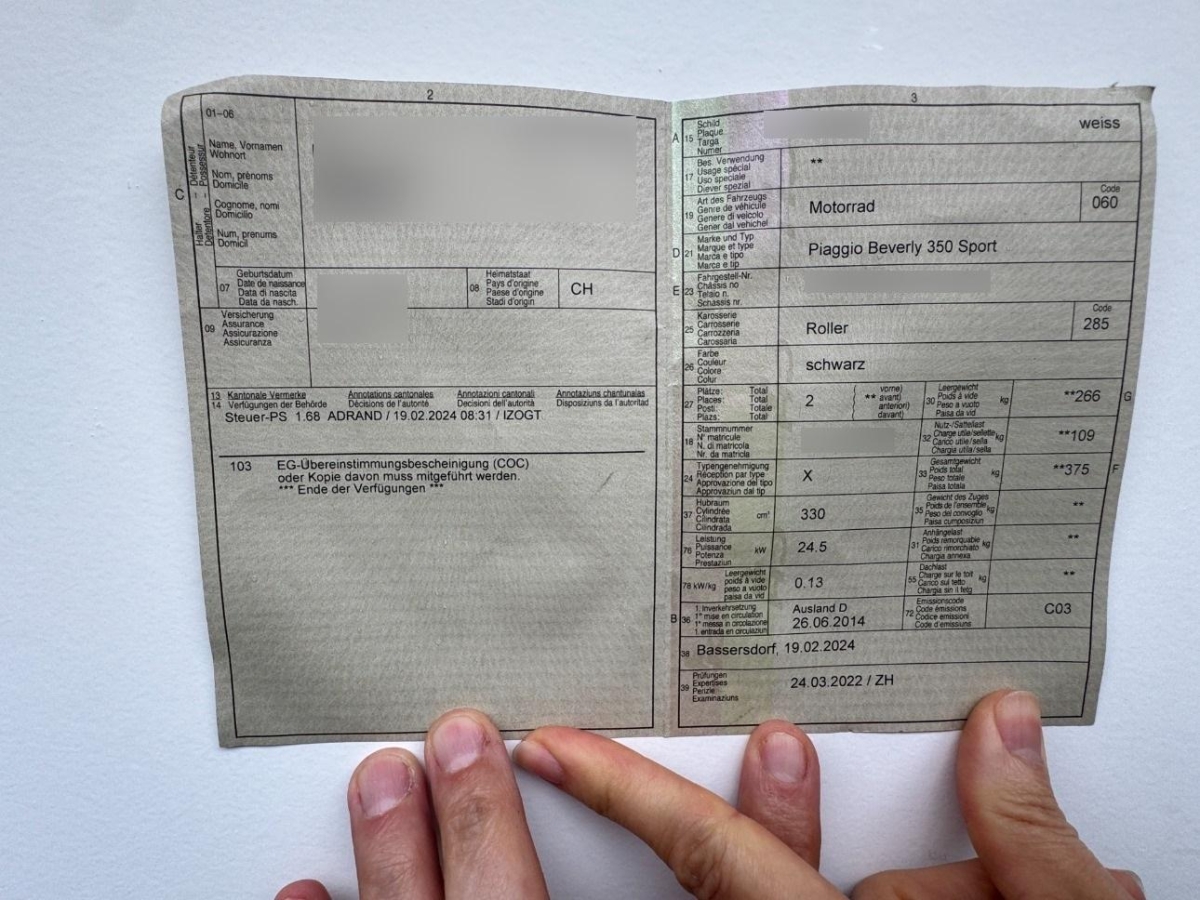 2
01-06
C
Halter – Détenteur
Detentore – Possessur
Name, Vornamen
Wohnort
Nom, prénoms
Domicile
Cognome, nomi
Domicilio
Num, prenums
Domicil
07
Geburtsdatum
Date de naissance
Data di nascita
Data da nasch.
08
Heimatstaat
Pays d'origine
Paese d'origine
Stadi d'origin
CH
09
Versicherung
Assurance
Assicurazione
Assicuranza
13 Kantonale Vermerke Annotations cantonales Annotazioni cantonali Annotaziuns chantunalas
14 Verfügungen der Behörde Décisions de l'autorité Decisioni dell'autorità Disposiziuns da l'autoritad
Steuer-PS 1.68 ADRAND / 19.02.2024 08:31 / IZOGT
103 EG-Übereinstimmungsbescheinigung (COC)
oder Kopie davon muss mitgeführt werden.
*** Ende der Verfügungen ***
3
A 15
Schild
Plaque
Targa
Numer
weiss
17
Bes. Verwendung
Usage spécial
Uso speciale
Diever spezial
**
19
Art des Fahrzeugs
Genre de véhicule
Genere di veicolo
Gener dal vehichel
Motorrad
Code
060
D 21
Marke und Typ
Marque et type
Marca e tipo
Marca e tip
Piaggio Beverly 350 Sport
E 23
Fahrgestell-Nr.
Châssis no
Telaio n.
Schassis nr.
25
Karosserie
Carrosserie
Carrozzeria
Carossaria
Roller
Code
285
26
Farbe
Couleur
Colore
Colur
schwarz
27
Plätze: Total
Places: Total
Posti: Totale
Plazs: Total
2
( vorne)
** avant)
anteriori)
davant)
30
Leergewicht
Poids à vide
Peso a vuoto
Paisa da vid
kg
**266
G
18
Stammnummer
N° matricule
N. di matricola
Nr. da matricla
32
Nutz-/Sattellast
Charge utile/sellette
Carico utile/sella
Chargia utila/sella
kg
**109
24
Typengenehmigung
Réception par type
Approvazione del tipo
Approvaziun dal tip
X
33
Gesamtgewicht
Poids total
Peso totale
Paisa totala
kg
**375
F
37
Hubraum
Cylindrée
Cilindrata
Cilindrada
cm³
330
35
Gewicht des Zuges
Poids de l'ensemble
Peso del convoglio
Paisa cumposiziun
kg
**
76
Leistung
Puissance
Potenza
Prestaziun
kW
24.5
31
Anhängelast
Poids remorquable
Carico rimorchiato
Chargia annexa
kg
**
78 kW/kg
Leergewicht
poids à vide
peso a vuoto
paisa da vid
0.13
55
Dachlast
Charge sur le toit
Carico sul tetto
Chargia sin il tetg
kg
**
B 36
1. Inverkehrsetzung
1re mise en circulation
1a messa in circolazione
1. entrada en circulaziun
Ausland D
26.06.2014
72
Emissionscode
Code émissions
Codice emissioni
Code d'emissiuns
C03
38 Bassersdorf, 19.02.2024
39
Prüfungen
Expertises
Perizie
Examinaziuns
24.03.2022 / ZH